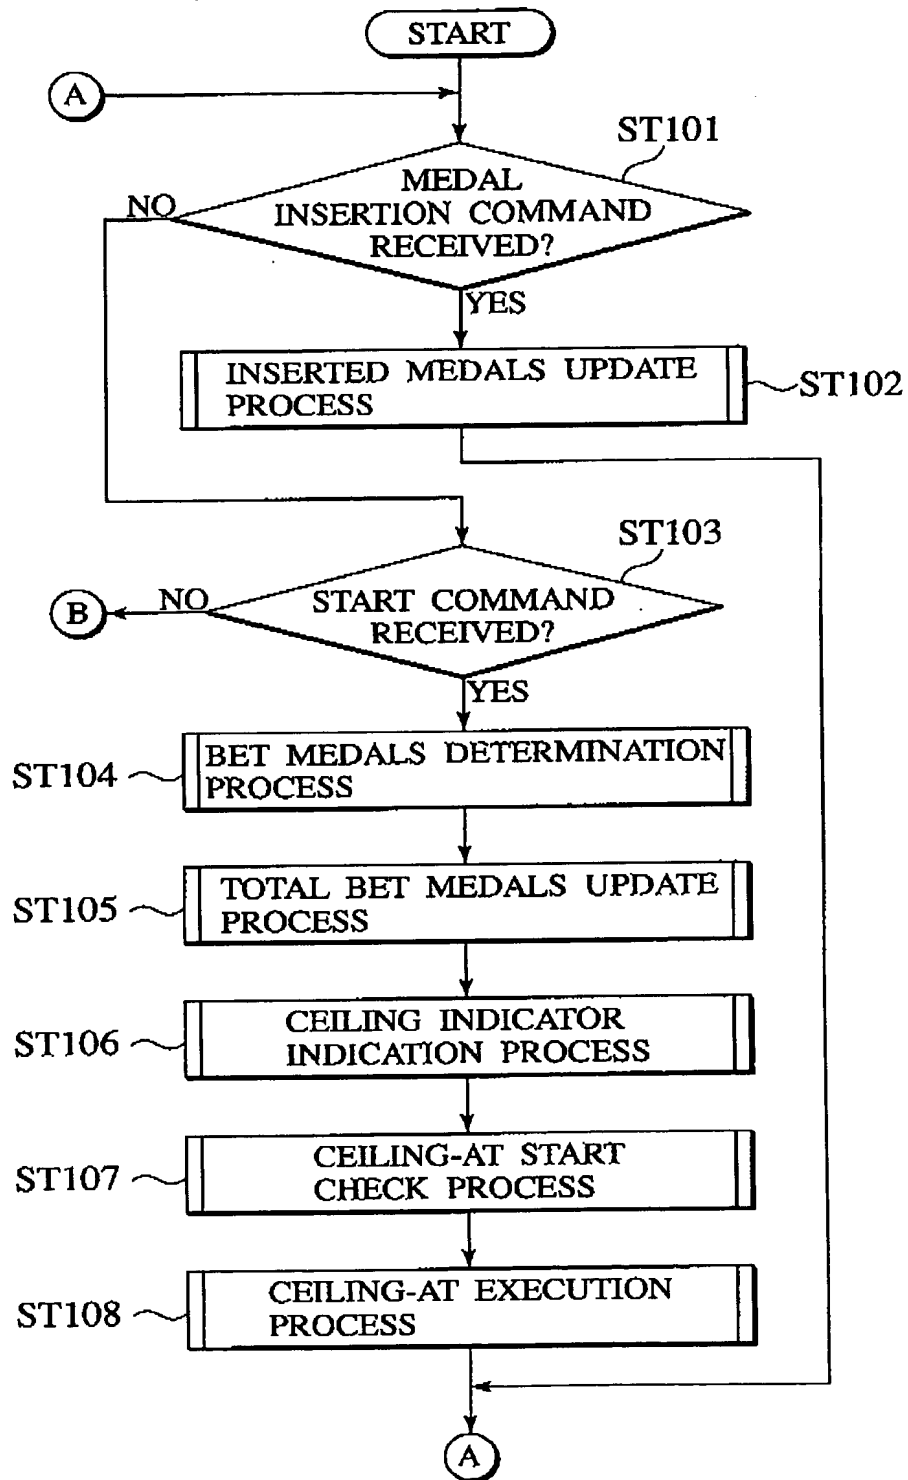 START
A
ST101
MEDAL
INSERTION COMMAND
RECEIVED?
NO
YES
INSERTED MEDALS UPDATE
PROCESS
ST102
ST103
START COMMAND
RECEIVED?
NO
B
YES
ST104
BET MEDALS DETERMINATION
PROCESS
ST105
TOTAL BET MEDALS UPDATE
PROCESS
ST106
CEILING INDICATOR
INDICATION PROCESS
ST107
CEILING-AT START
CHECK PROCESS
ST108
CEILING-AT EXECUTION
PROCESS
A